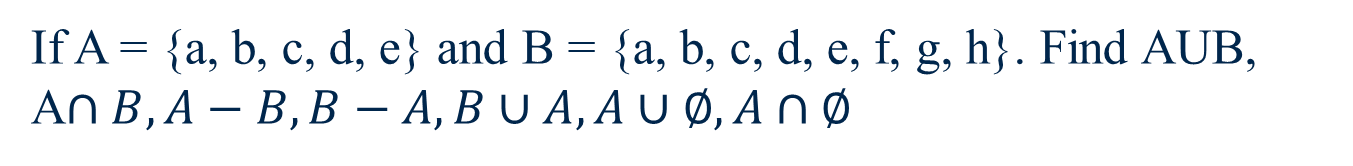 If A = {a, b, c, d, e} and B = {a, b, c, d, e, f, g, h}. Find AUB,
A∩ B, A − B, B − A, B ∪ A, A ∪ ∅, A ∩ ∅